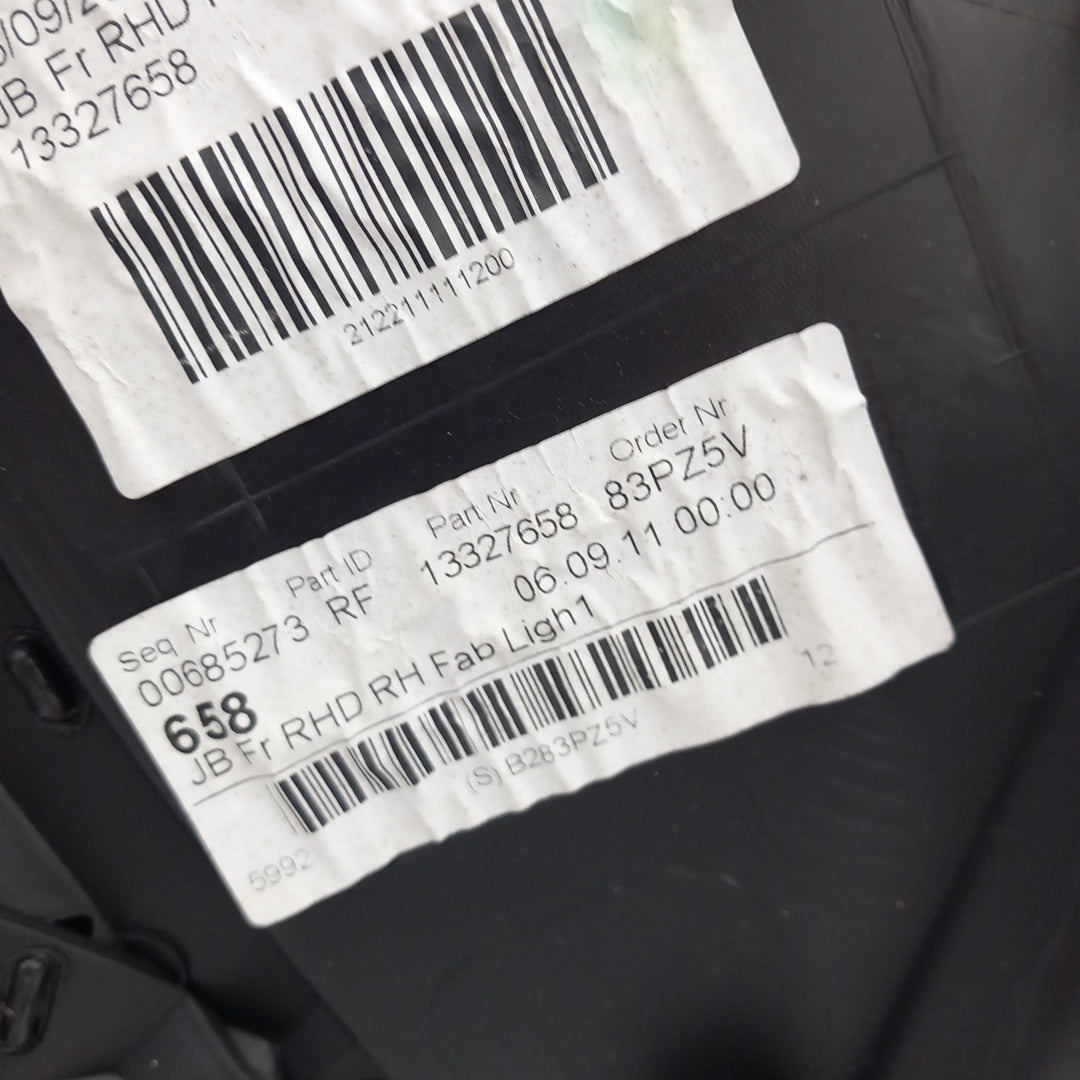 JB Fr RHD
13327658
212211111200
Seq Nr Part ID Part Nr Order Nr
00685273 RF 13327658 83PZ5V
658 06.09.11 00:00
JB Fr RHD RH Fab Ligh1
(S) B283PZ5V 12
5992